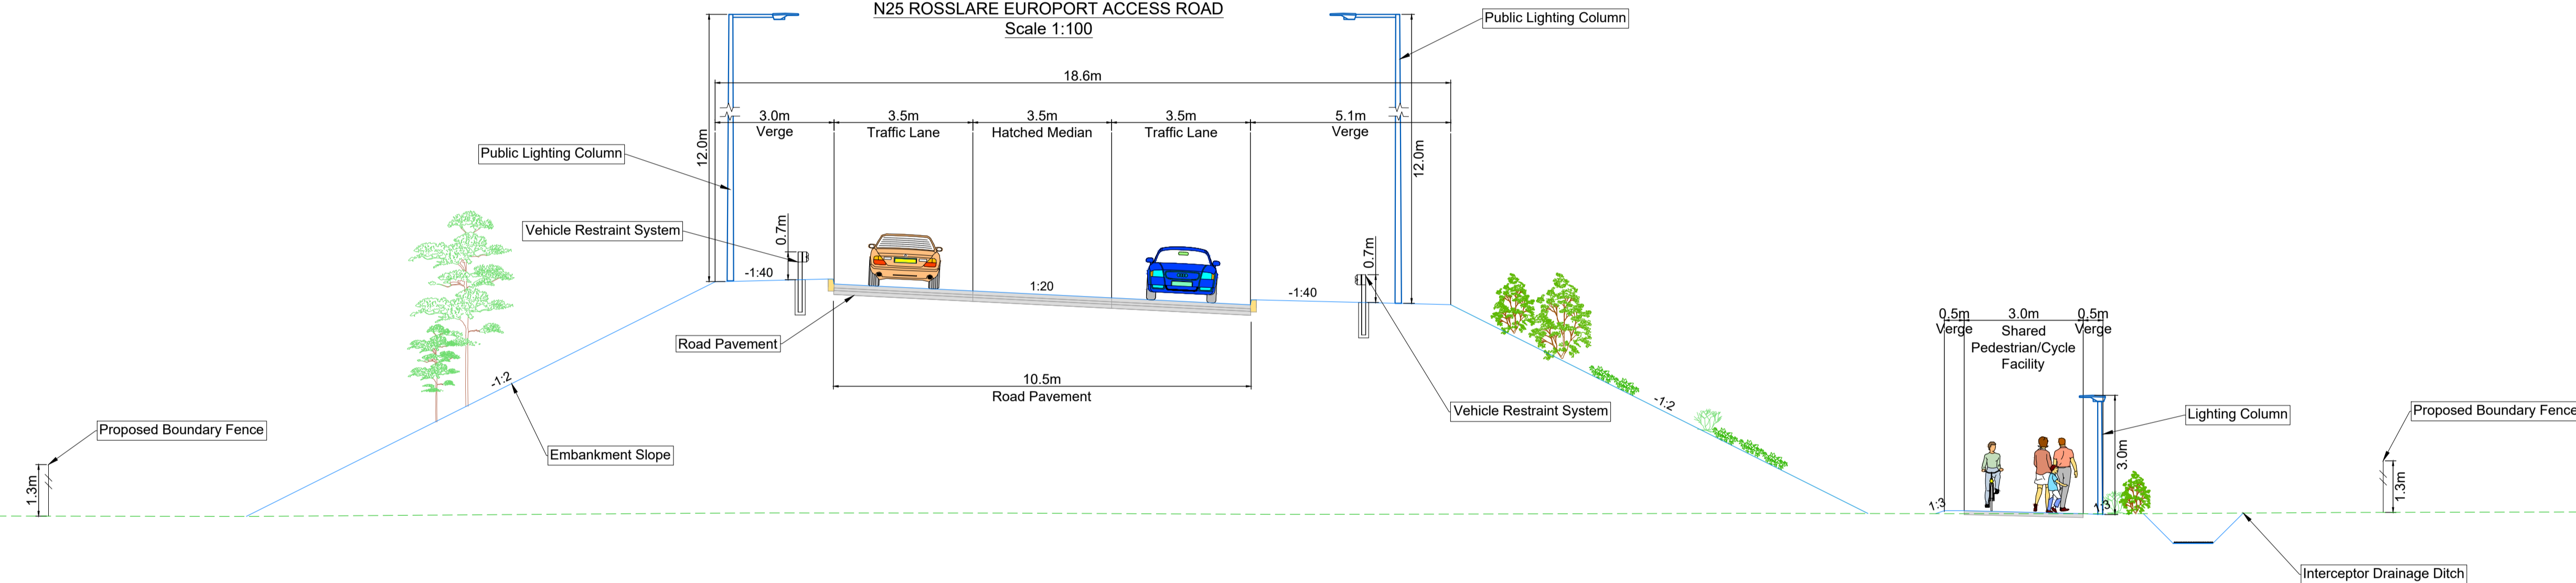 N25 ROSSLARE EUROPORT ACCESS ROAD
Scale 1:100
Public Lighting Column
18.6m
3.0m
Verge
3.5m
Traffic Lane
3.5m
Hatched Median
3.5m
Traffic Lane
5.1m
Verge
12.0m
12.0m
Public Lighting Column
Vehicle Restraint System
0.7m
0.7m
-1:40
1:20
-1:40
Road Pavement
10.5m
Road Pavement
Vehicle Restraint System
-1:2
-1:2
Embankment Slope
Proposed Boundary Fence
1.3m
0.5m
Verge
3.0m
Shared
Pedestrian/Cycle
Facility
0.5m
Verge
Lighting Column
3.0m
1:3
1:3
Proposed Boundary Fence
1.3m
Interceptor Drainage Ditch